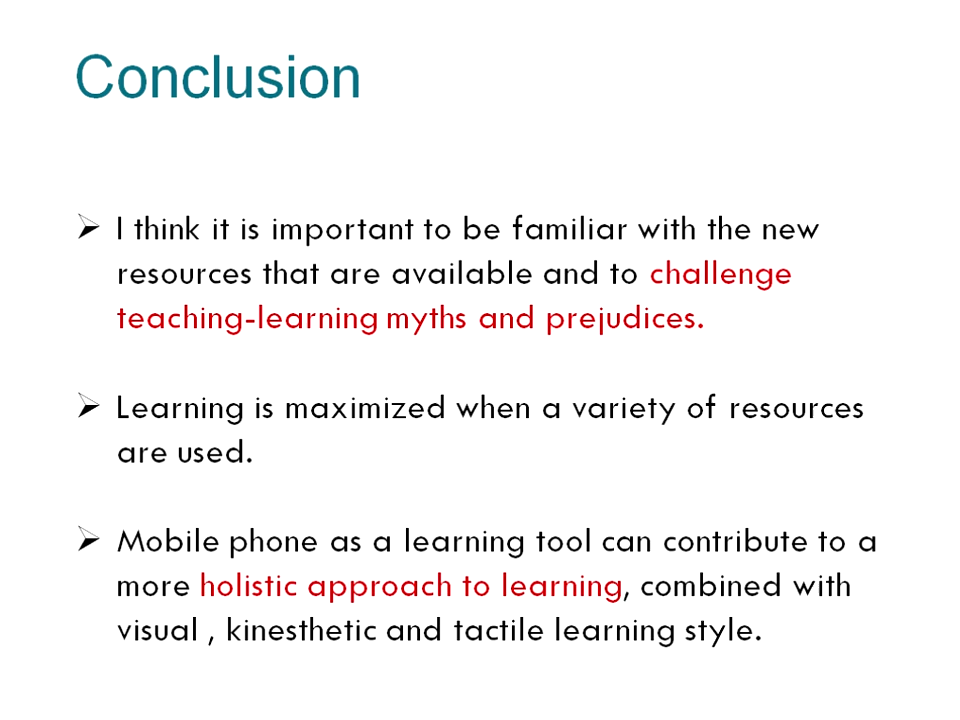 Conclusion
➢ I think it is important to be familiar with the new
resources that are available and to challenge
teaching-learning myths and prejudices.
➢ Learning is maximized when a variety of resources
are used.
➢ Mobile phone as a learning tool can contribute to a
more holistic approach to learning, combined with
visual , kinesthetic and tactile learning style.